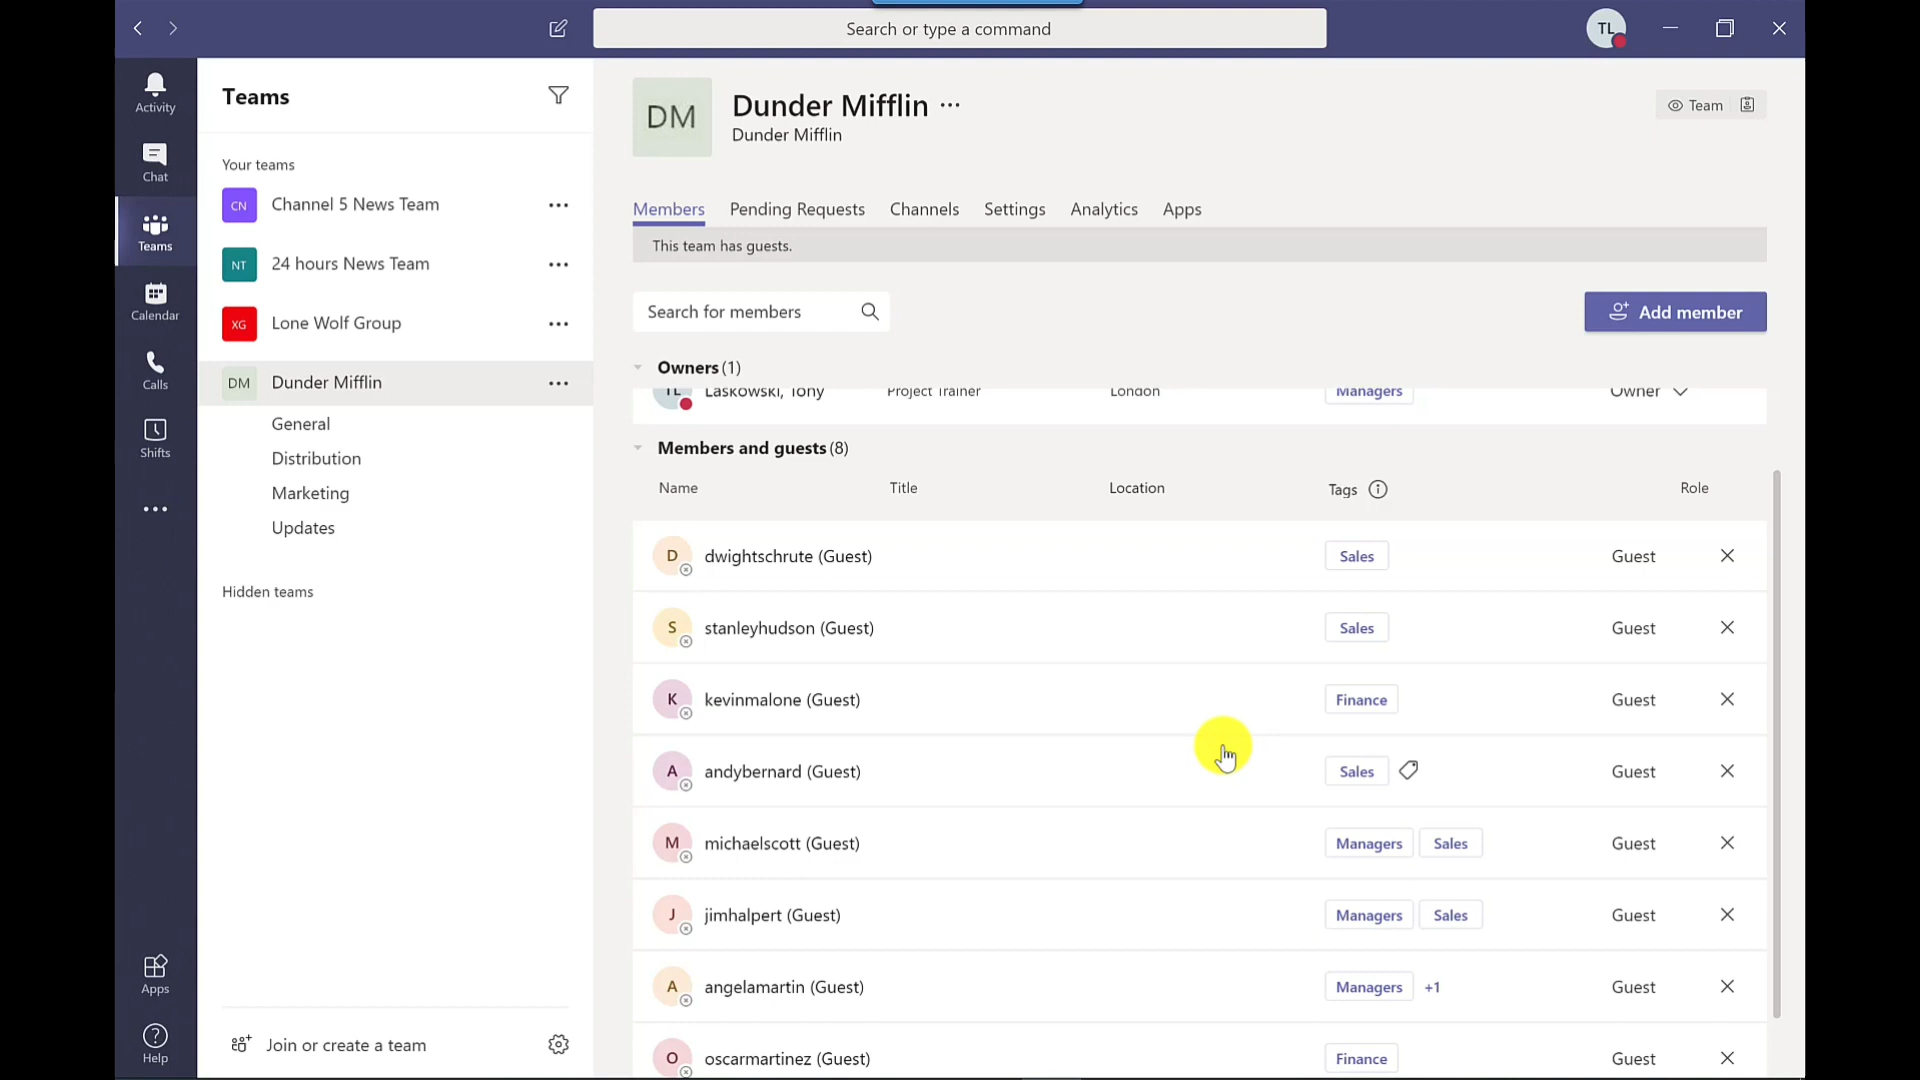 Search or type a command
TL
Activity
Chat
Teams
Calendar
Calls
Shifts
Apps
Help
Teams
Your teams
CN Channel 5 News Team
NT 24 hours News Team
XG Lone Wolf Group
DM Dunder Mifflin
General
Distribution
Marketing
Updates
Hidden teams
Join or create a team
DM
Dunder Mifflin
Dunder Mifflin
Team
Members Pending Requests Channels Settings Analytics Apps
This team has guests.
Search for members
Add member
Owners (1)
TL Laskowski, Tony Project Trainer London Managers Owner
Members and guests (8)
Name Title Location Tags Role
D dwightschrute (Guest) Sales Guest
S stanleyhudson (Guest) Sales Guest
K kevinmalone (Guest) Finance Guest
A andybernard (Guest) Sales Guest
M michaelscott (Guest) Managers Sales Guest
J jimhalpert (Guest) Managers Sales Guest
A angelamartin (Guest) Managers +1 Guest
O oscarmartinez (Guest) Finance Guest